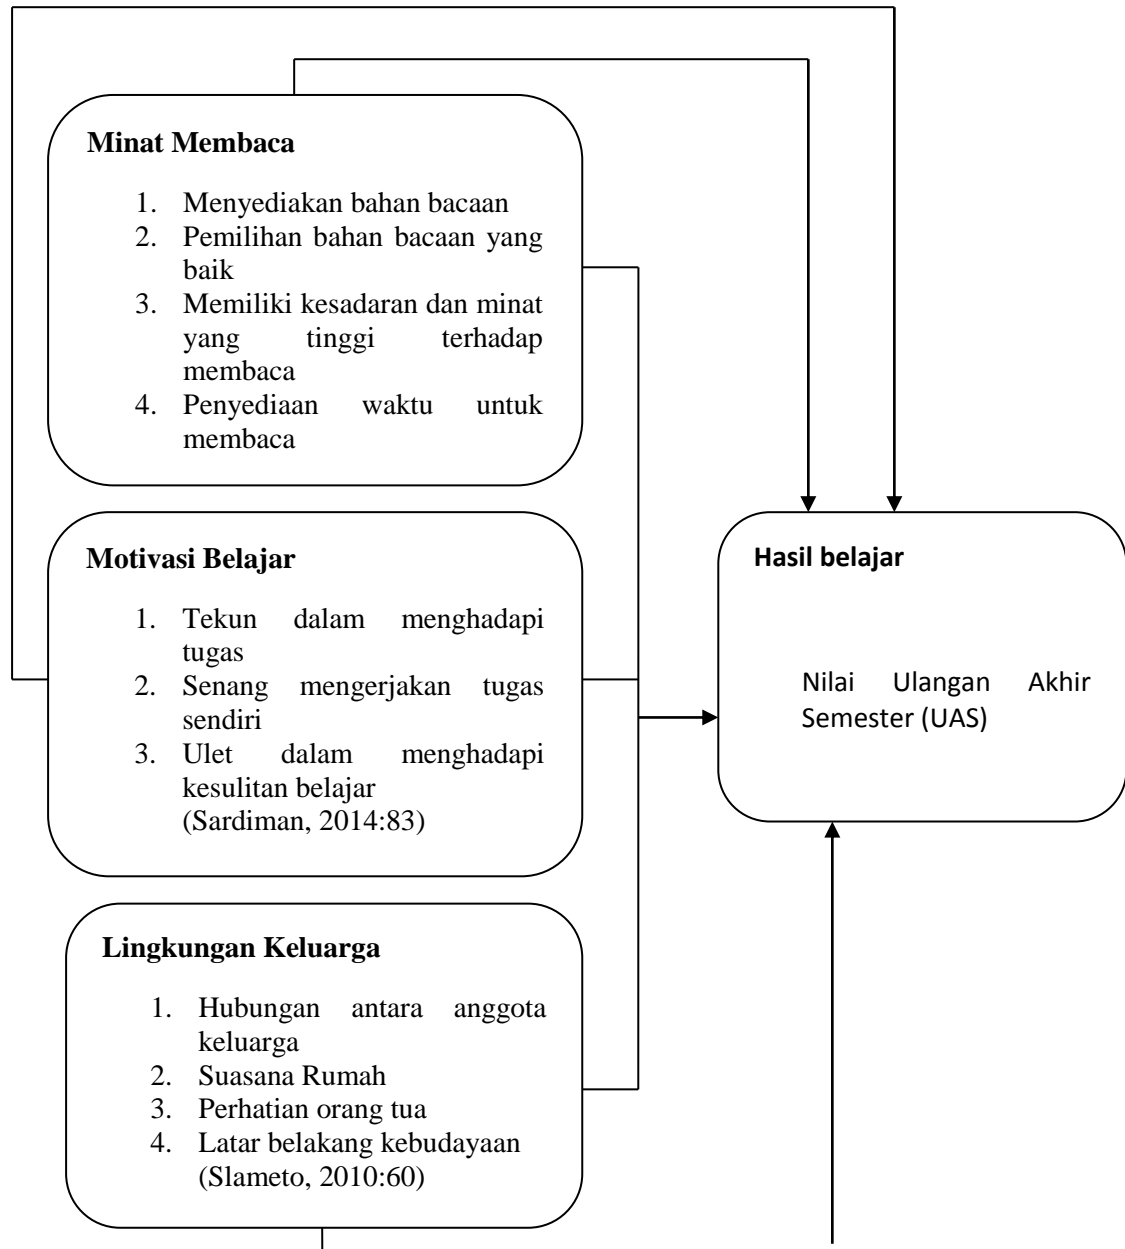 Minat Membaca
1. Menyediakan bahan bacaan
2. Pemilihan bahan bacaan yang
baik
3. Memiliki kesadaran dan minat
yang tinggi terhadap
membaca
4. Penyediaan waktu untuk
membaca
Motivasi Belajar
1. Tekun dalam menghadapi
tugas
2. Senang mengerjakan tugas
sendiri
3. Ulet dalam menghadapi
kesulitan belajar
(Sardiman, 2014:83)
Lingkungan Keluarga
1. Hubungan antara anggota
keluarga
2. Suasana Rumah
3. Perhatian orang tua
4. Latar belakang kebudayaan
(Slameto, 2010:60)
Hasil belajar
Nilai Ulangan Akhir
Semester (UAS)